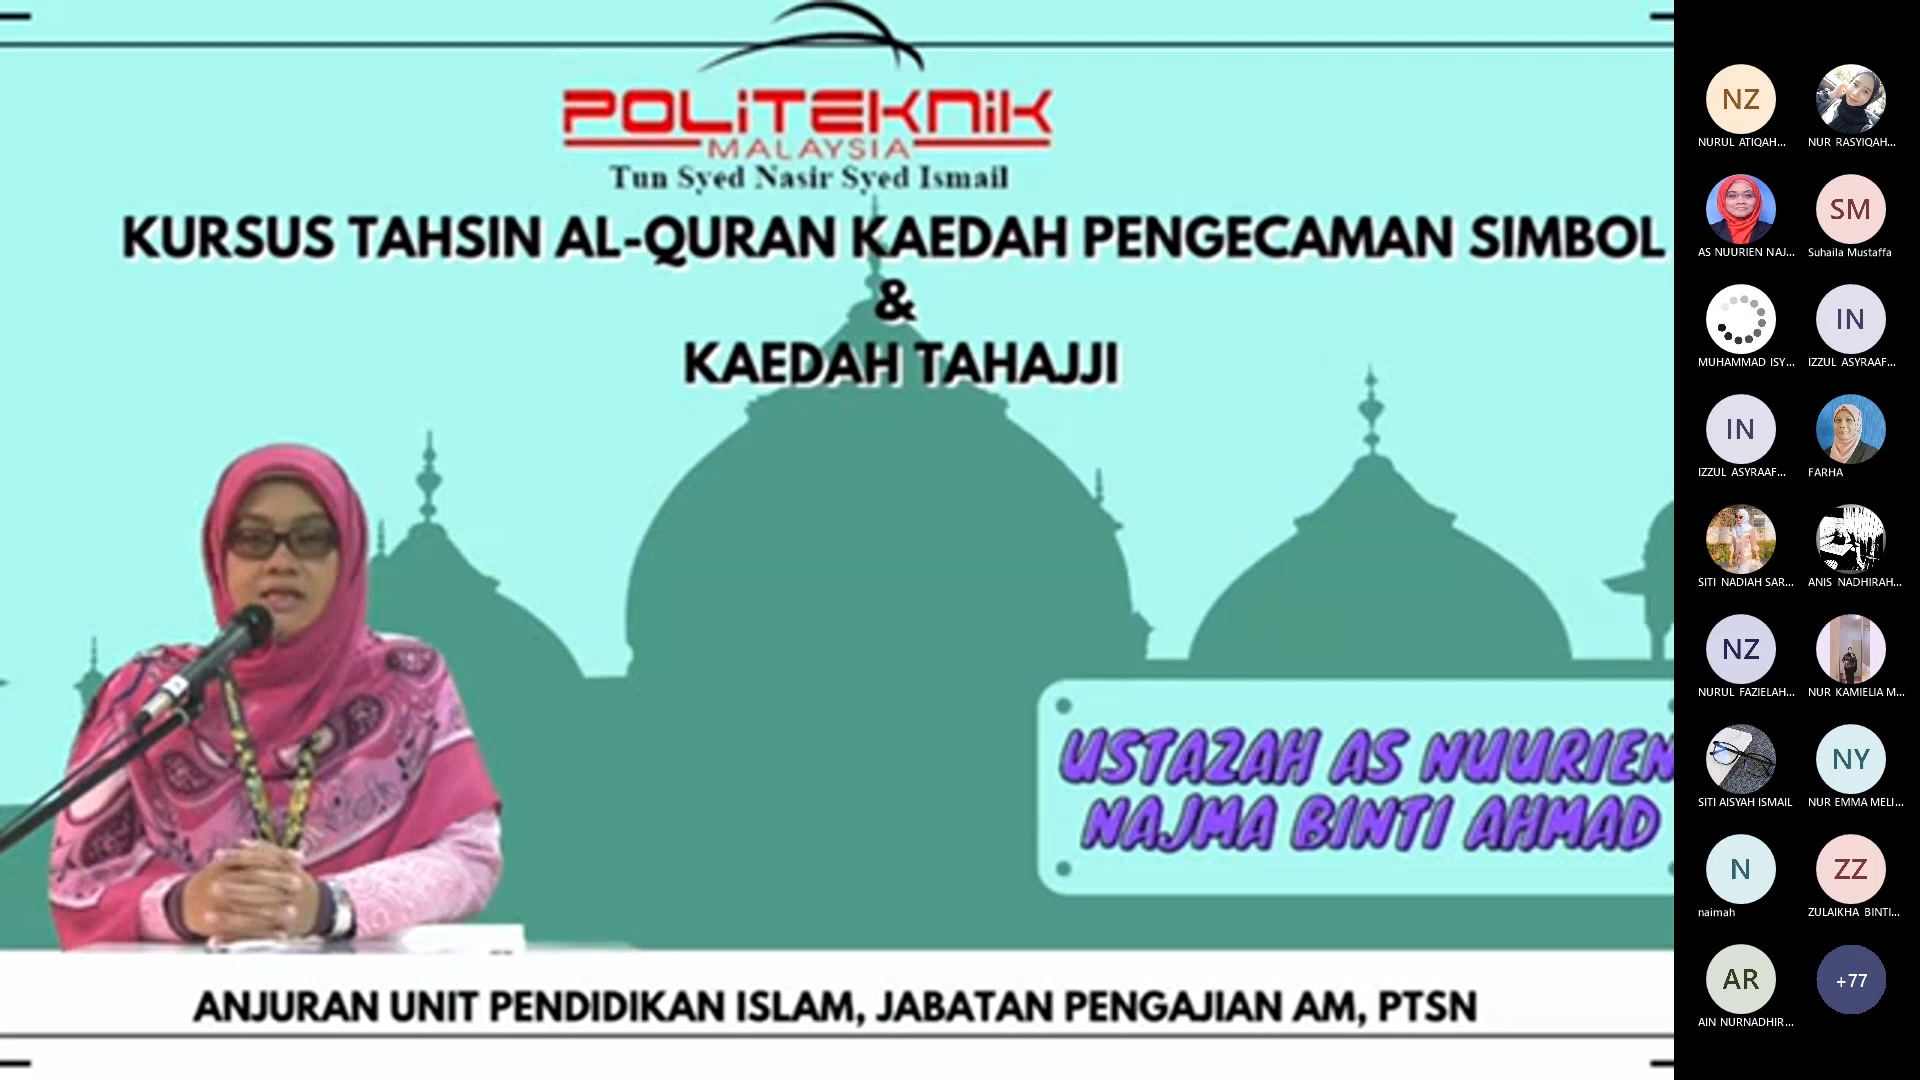 POLiTEKNiK
MALAYSIA
Tun Syed Nasir Syed Ismail
KURSUS TAHSIN AL-QURAN KAEDAH PENGECAMAN SIMBOL
&
KAEDAH TAHAJJI
USTAZAH AS NUURIEN
NAJMA BINTI AHMAD
ANJURAN UNIT PENDIDIKAN ISLAM, JABATAN PENGAJIAN AM, PTSN
NZ
NURUL ATIQAH...
NUR RASYIQAH...
AS NUURIEN NAJ...
SM
Suhaila Mustaffa
MUHAMMAD ISY...
IN
IZZUL ASYRAAF...
IN
IZZUL ASYRAAF...
FARHA
SITI NADIAH SAR...
ANIS NADHIRAH...
NZ
NURUL FAZIELAH...
NUR KAMIELIA M...
SITI AISYAH ISMAIL
NY
NUR EMMA MELI...
N
naimah
ZZ
ZULAIKHA BINTI...
AR
AIN NURNADHIR...
+77